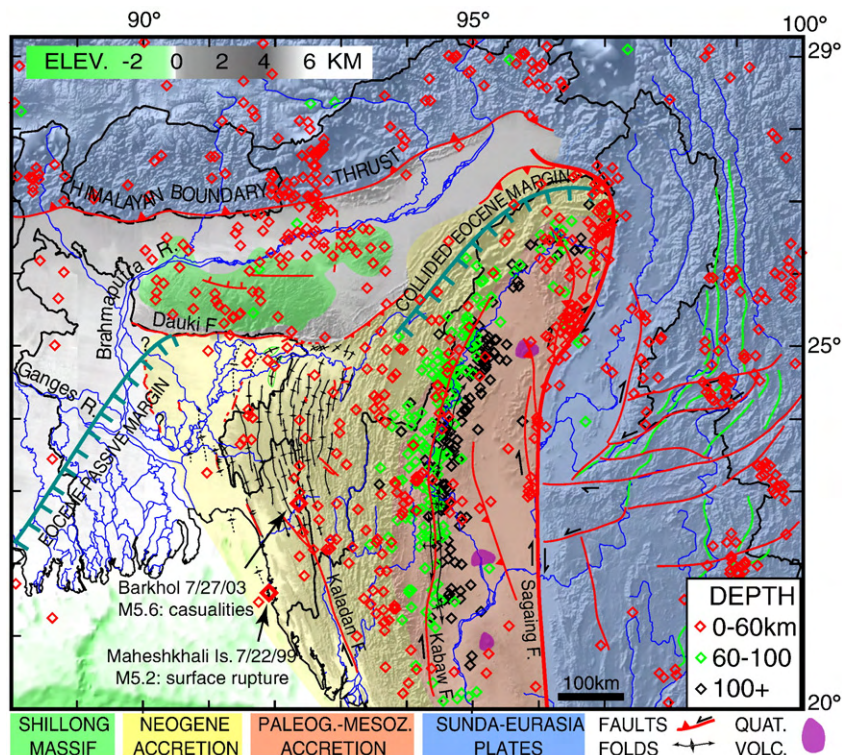 90° 95° 100°
29°
ELEV. -2 0 2 4 6 KM
HIMALAYAN BOUNDARY THRUST
COLLIDED EOCENE MARGIN
Brahmaputra R.
Dauki F.
?
25°
Ganges R.
?
EOCENE PASSIVE MARGIN
Barkhol 7/27/03
M5.6: casualities
Kaladan F.
Sagaing F.
Maheshkhali Is. 7/22/99
M5.2: surface rupture
Kabaw F.
DEPTH
0-60km
60-100
100+
100km
20°
SHILLONG NEOGENE PALEOG.-MESOZ. SUNDA-EURASIA FAULTS QUAT.
MASSIF ACCRETION ACCRETION PLATES FOLDS VOLC.